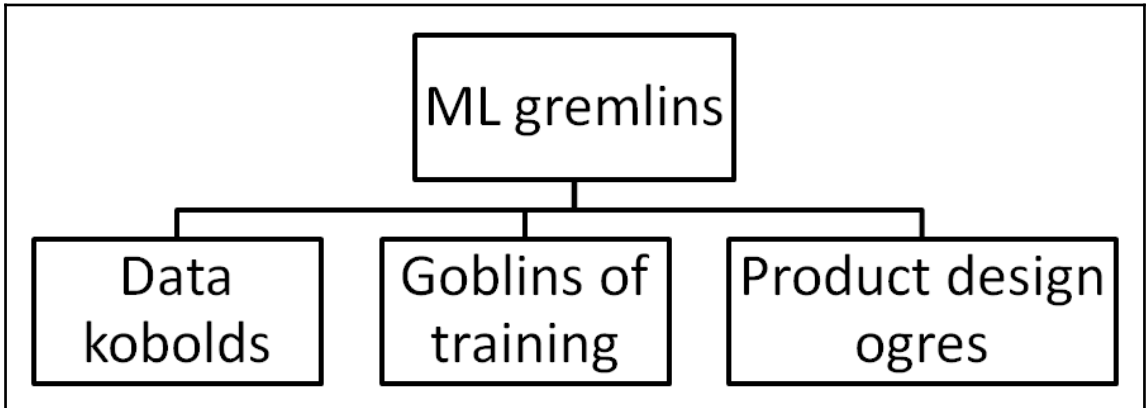 ML gremlins
Data
kobolds
Goblins of
training
Product design
ogres